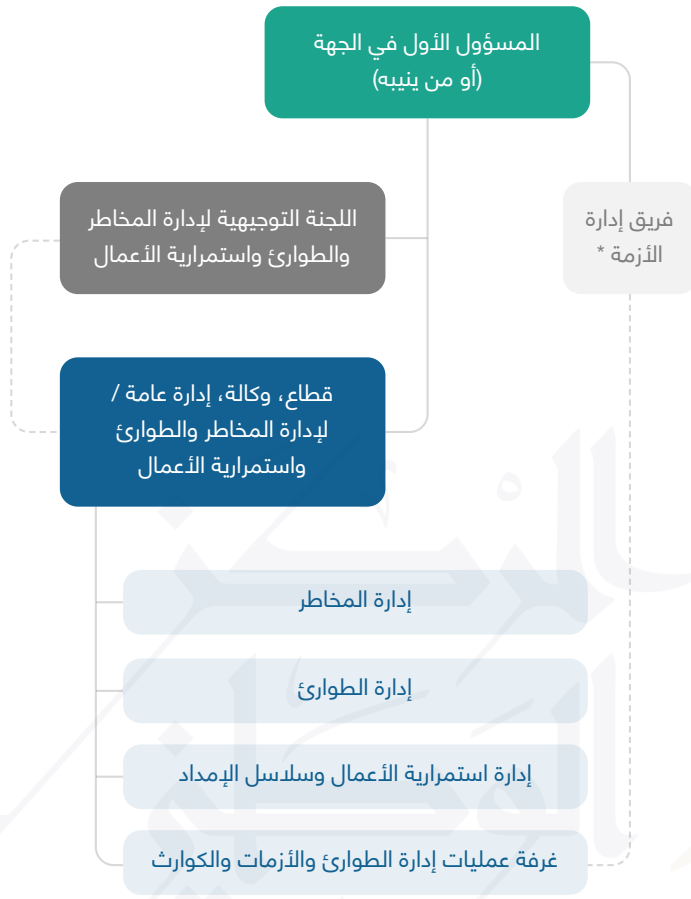 المسؤول الأول في الجهة
(أو من ينيبه)
فريق إدارة
الأزمة *
اللجنة التوجيهية لإدارة المخاطر
والطوارئ واستمرارية الأعمال
قطاع، وكالة، إدارة عامة /
لإدارة المخاطر والطوارئ
واستمرارية الأعمال
إدارة المخاطر
إدارة الطوارئ
إدارة استمرارية الأعمال وسلاسل الإمداد
غرفة عمليات إدارة الطوارئ والأزمات والكوارث